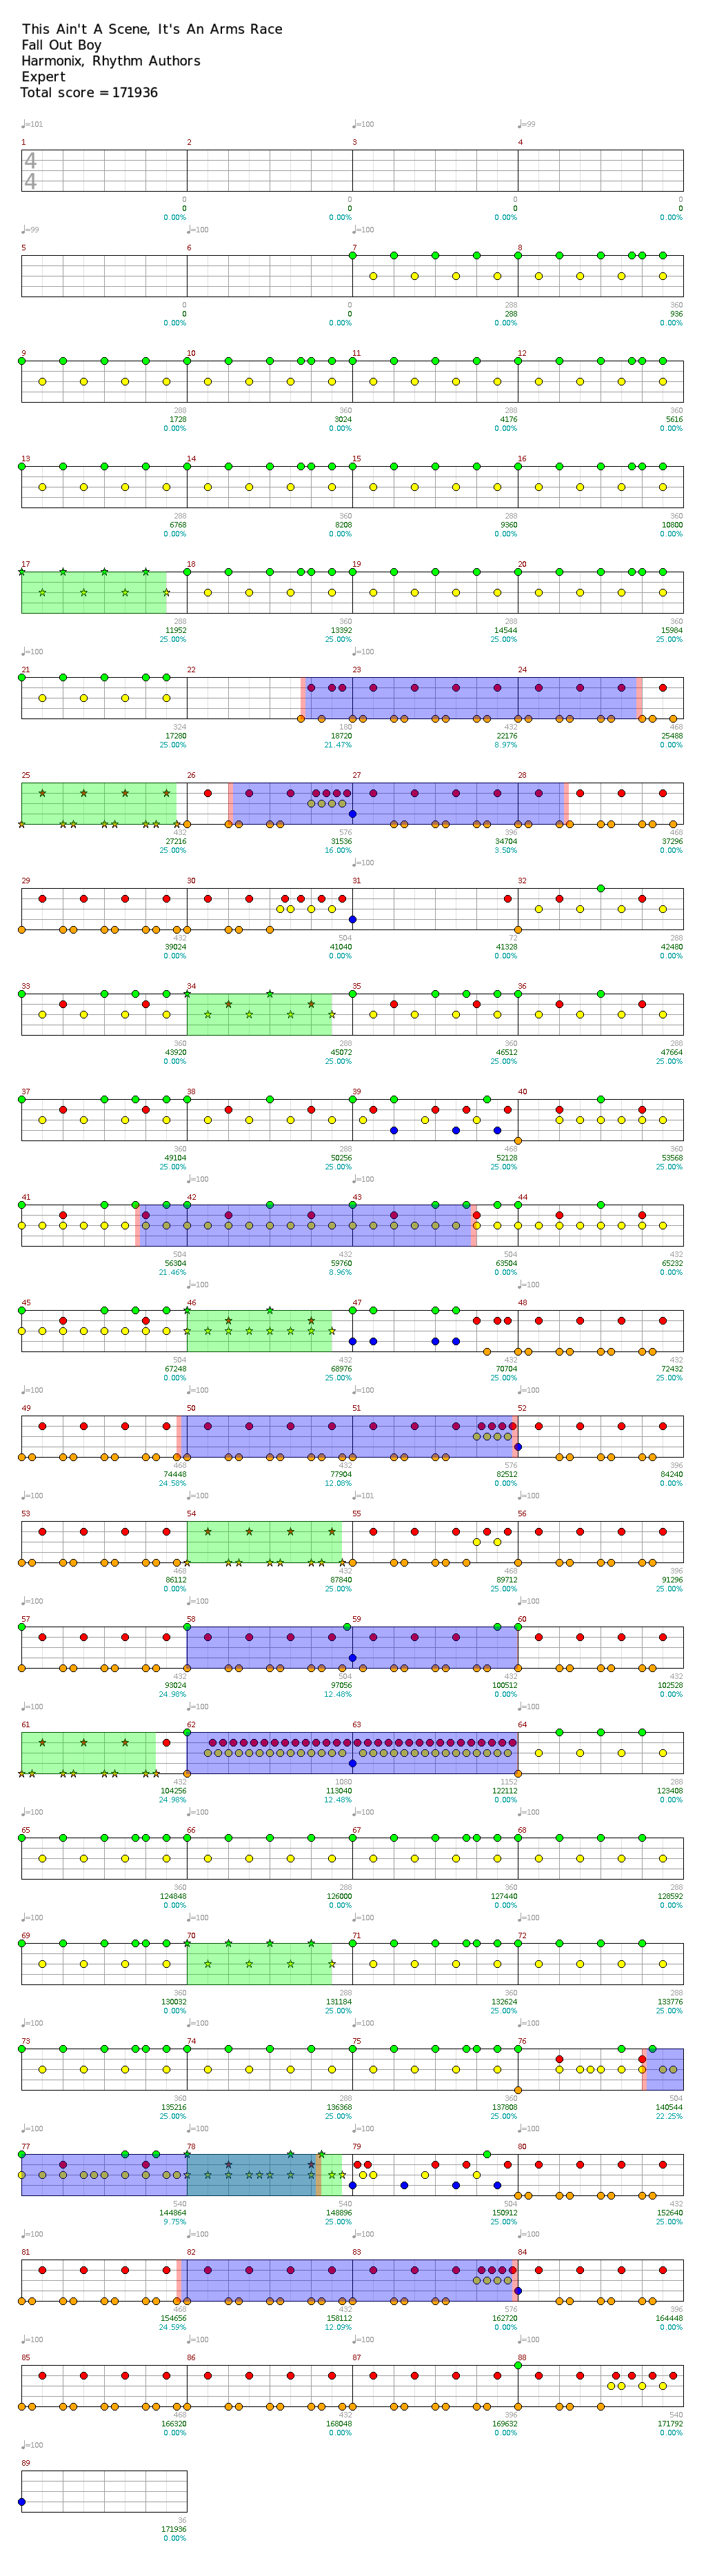 This Ain't A Scene, It's An Arms Race
Fall Out Boy
Harmonix, Rhythm Authors
Expert
Total score = 171936
♩=101 ♩=100 ♩=99
1 2 3 4
4
4
0 0 0 0
0 0 0 0
0.00% 0.00% 0.00% 0.00%
♩=99 ♩=100 ♩=100
5 6 7 8
0 0 288 360
0 0 288 936
0.00% 0.00% 0.00% 0.00%
9 10 11 12
288 360 288 360
1728 3024 4176 5616
0.00% 0.00% 0.00% 0.00%
13 14 15 16
288 360 288 360
6768 8208 9360 10800
0.00% 0.00% 0.00% 0.00%
17 18 19 20
288 360 288 360
11952 13392 14544 15984
25.00% 25.00% 25.00% 25.00%
♩=100 ♩=100
21 22 23 24
324 180 432 468
17280 18720 22176 25488
25.00% 21.47% 8.97% 0.00%
25 26 27 28
432 576 396 468
27216 31536 34704 37296
25.00% 16.00% 3.50% 0.00%
♩=100
29 30 31 32
432 504 72 288
39024 41040 41328 42480
0.00% 0.00% 0.00% 0.00%
33 34 35 36
360 288 360 288
43920 45072 46512 47664
0.00% 25.00% 25.00% 25.00%
37 38 39 40
360 288 468 360
49104 50256 52128 53568
25.00% 25.00% 25.00% 25.00%
♩=100 ♩=100
41 42 43 44
504 432 504 432
56304 59760 63504 65232
21.46% 8.96% 0.00% 0.00%
♩=100 ♩=100
45 46 47 48
504 432 432 432
67248 68976 70704 72432
0.00% 25.00% 25.00% 25.00%
♩=100 ♩=100 ♩=100 ♩=100
49 50 51 52
468 432 576 396
74448 77904 82512 84240
24.58% 12.08% 0.00% 0.00%
♩=100 ♩=100 ♩=101 ♩=100
53 54 55 56
468 432 468 396
86112 87840 89712 91296
0.00% 25.00% 25.00% 25.00%
♩=100 ♩=100 ♩=100 ♩=100
57 58 59 60
432 504 432 432
93024 97056 100512 102528
24.98% 12.48% 0.00% 0.00%
♩=100 ♩=100 ♩=100 ♩=100
61 62 63 64
432 1080 1152 288
104256 113040 122112 123408
24.98% 12.48% 0.00% 0.00%
♩=100 ♩=100 ♩=100 ♩=100
65 66 67 68
360 288 360 288
124848 126000 127440 128592
0.00% 0.00% 0.00% 0.00%
♩=100 ♩=100 ♩=100 ♩=100
69 70 71 72
360 288 360 288
130032 131184 132624 133776
0.00% 25.00% 25.00% 25.00%
♩=100 ♩=100 ♩=100 ♩=100
73 74 75 76
360 288 360 504
135216 136368 137808 140544
25.00% 25.00% 25.00% 22.25%
♩=100 ♩=100 ♩=100 ♩=100
77 78 79 80
540 540 504 432
144864 148896 150912 152640
9.75% 25.00% 25.00% 25.00%
♩=100 ♩=100 ♩=100 ♩=100
81 82 83 84
468 432 576 396
154656 158112 162720 164448
24.59% 12.09% 0.00% 0.00%
♩=100 ♩=100 ♩=100 ♩=100
85 86 87 88
468 432 396 540
166320 168048 169632 171792
0.00% 0.00% 0.00% 0.00%
♩=100
89
36
171936
0.00%